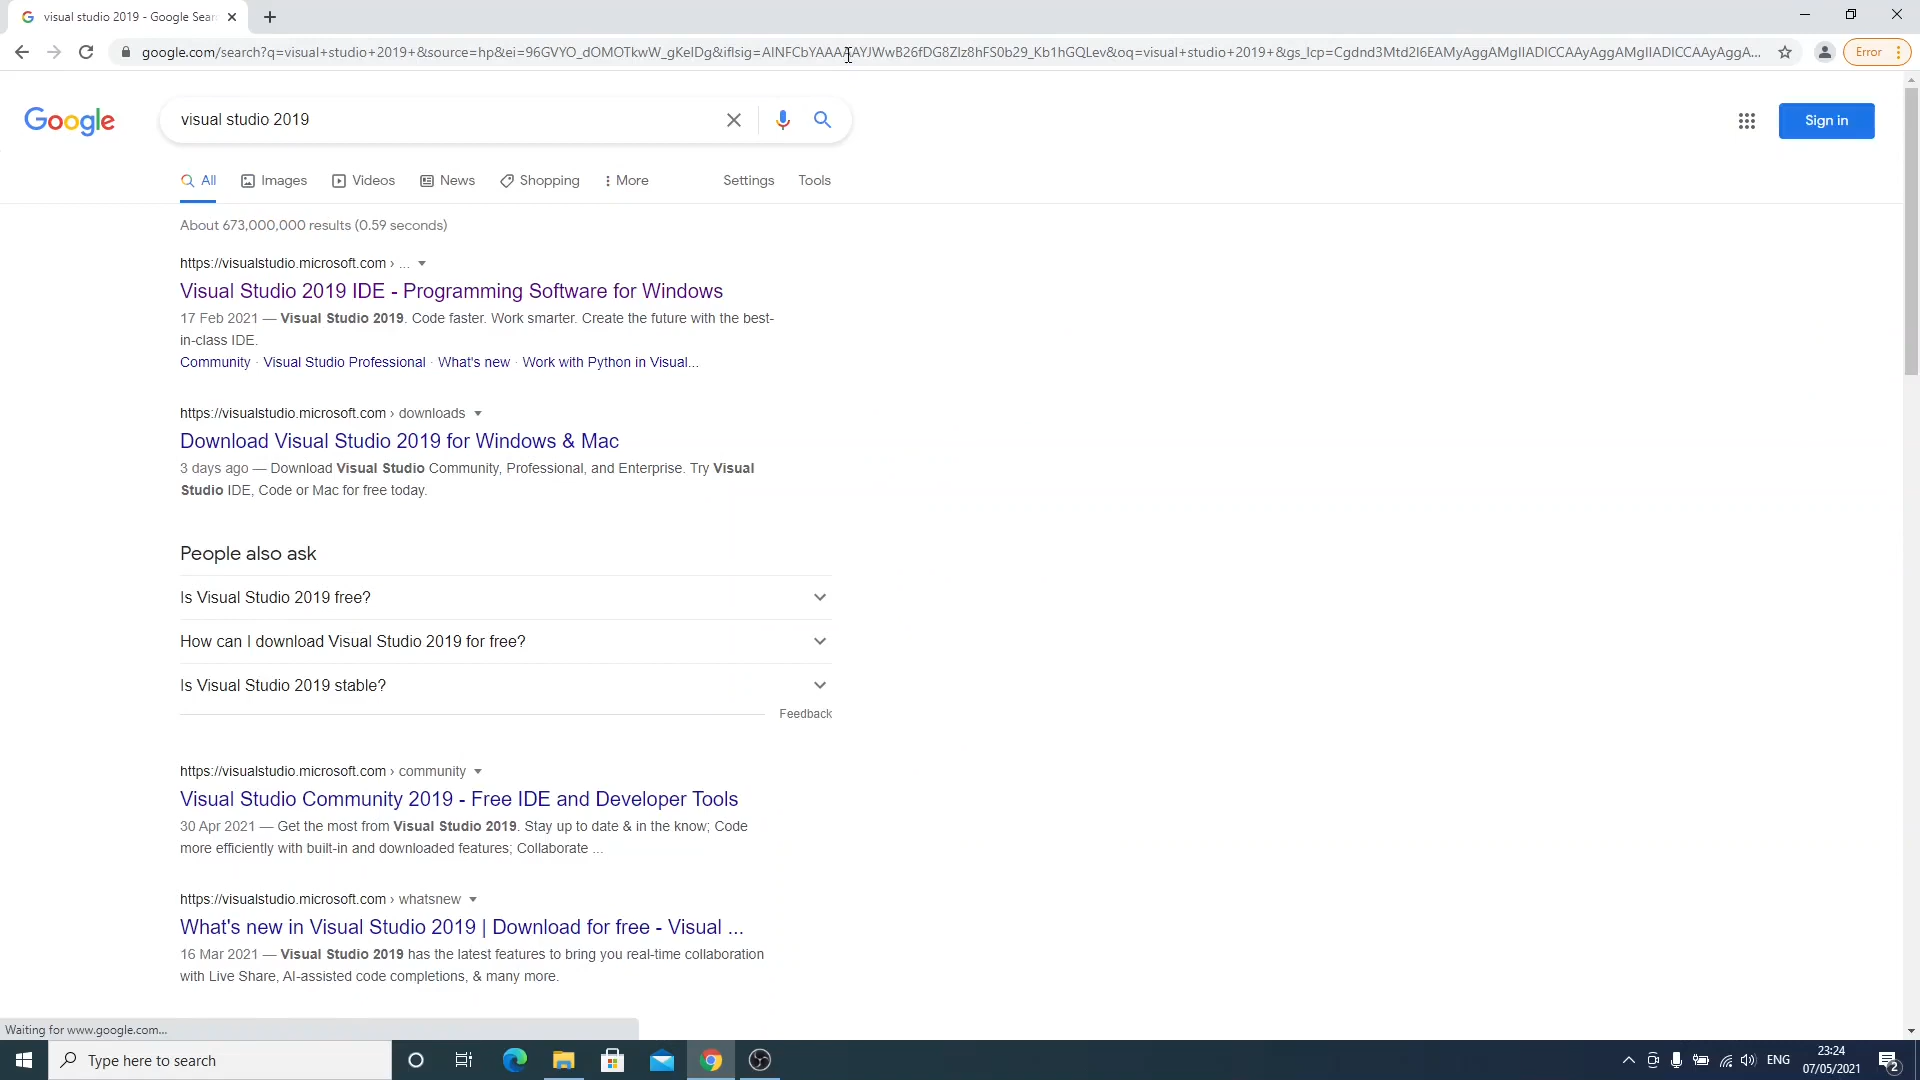 visual studio 2019 - Google Sear
google.com/search?q=visual+studio+2019+&source=hp&ei=96GVYO_dOMOTkwW_gKeIDg&iflsig=AINFCbYAAAAAYJWwB26fDG8ZIz8hFS0b29_Kb1hGQLev&oq=visual+studio+2019+&gs_lcp=Cgdnd3Mtd2l6EAMyAggAMgIIADICCAAyAggAMgIIADICCAAyAggA...
Error
Google
visual studio 2019
Sign in
All Images Videos News Shopping More Settings Tools
About 673,000,000 results (0.59 seconds)
https://visualstudio.microsoft.com › ...
Visual Studio 2019 IDE - Programming Software for Windows
17 Feb 2021 — Visual Studio 2019. Code faster. Work smarter. Create the future with the best-
in-class IDE.
Community · Visual Studio Professional · What's new · Work with Python in Visual...
https://visualstudio.microsoft.com › downloads
Download Visual Studio 2019 for Windows & Mac
3 days ago — Download Visual Studio Community, Professional, and Enterprise. Try Visual
Studio IDE, Code or Mac for free today.
People also ask
Is Visual Studio 2019 free?
How can I download Visual Studio 2019 for free?
Is Visual Studio 2019 stable?
Feedback
https://visualstudio.microsoft.com › community
Visual Studio Community 2019 - Free IDE and Developer Tools
30 Apr 2021 — Get the most from Visual Studio 2019. Stay up to date & in the know; Code
more efficiently with built-in and downloaded features; Collaborate ...
https://visualstudio.microsoft.com › whatsnew
What's new in Visual Studio 2019 | Download for free - Visual ...
16 Mar 2021 — Visual Studio 2019 has the latest features to bring you real-time collaboration
with Live Share, AI-assisted code completions, & many more.
Waiting for www.google.com...
Type here to search
ENG
23:24
07/05/2021
2